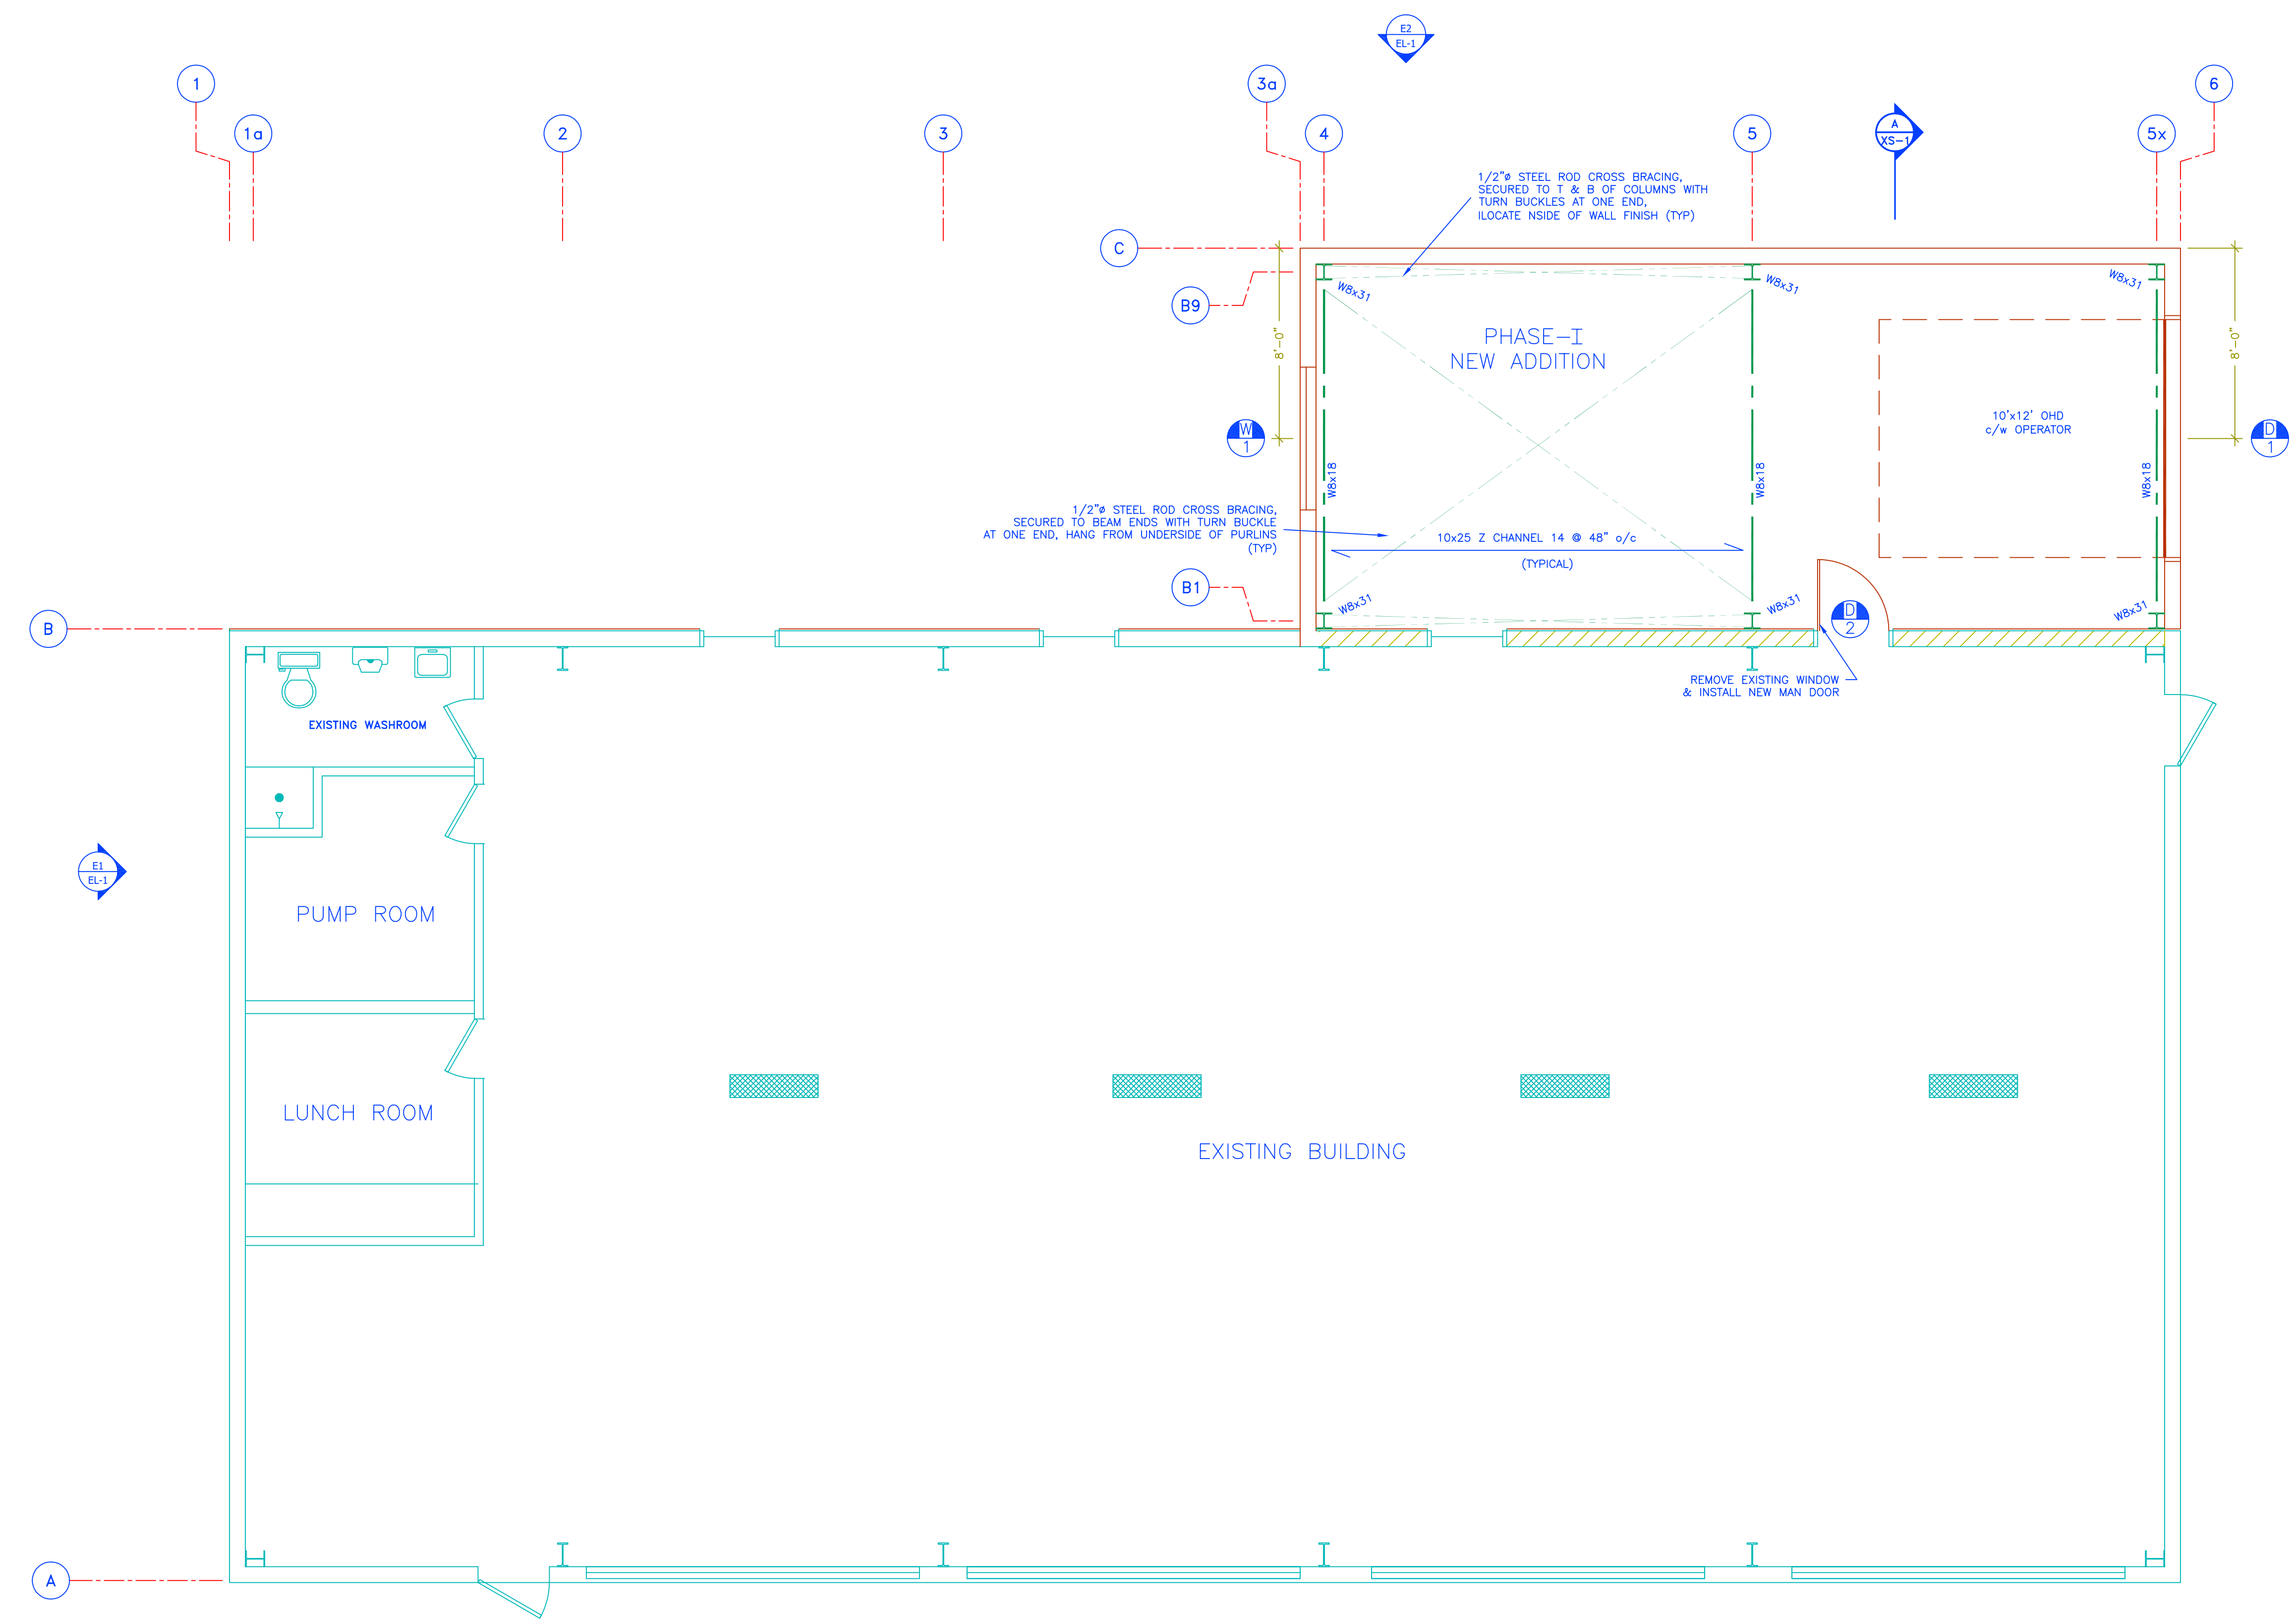 E2
EL-1
1
3a
6
1a
2
3
4
5
A
XS-1
5x
1/2"ø STEEL ROD CROSS BRACING,
SECURED TO T & B OF COLUMNS WITH
TURN BUCKLES AT ONE END,
ILOCATE NSIDE OF WALL FINISH (TYP)
C
B9
W8x31
W8x31
W8x31
8'-0"
8'-0"
PHASE-I
NEW ADDITION
10'x12' OHD
c/w OPERATOR
W
1
D
1
W8x18
W8x18
W8x18
1/2"ø STEEL ROD CROSS BRACING,
SECURED TO BEAM ENDS WITH TURN BUCKLE
AT ONE END, HANG FROM UNDERSIDE OF PURLINS
(TYP)
10x25 Z CHANNEL 14 @ 48" o/c
(TYPICAL)
B1
W8x31
W8x31
W8x31
D
2
B
REMOVE EXISTING WINDOW
& INSTALL NEW MAN DOOR
EXISTING WASHROOM
E1
EL-1
PUMP ROOM
LUNCH ROOM
EXISTING BUILDING
A